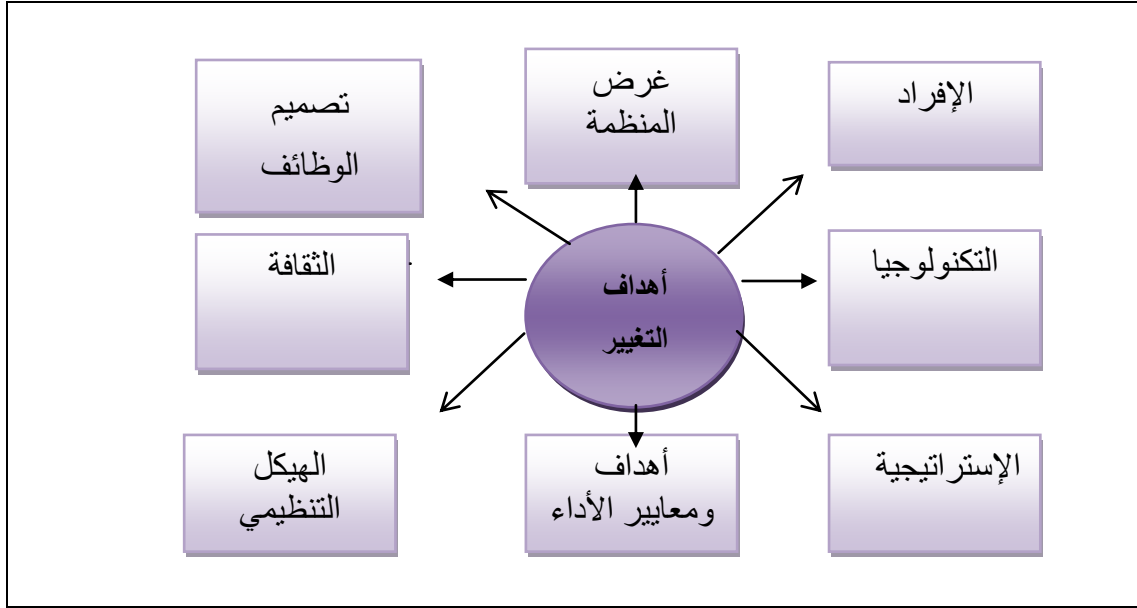 الإفراد
غرض
المنظمة
تصميم
الوظائف
التكنولوجيا
أهداف
التغيير
الثقافة
الإستراتيجية
أهداف
ومعايير الأداء
الهيكل
التنظيمي